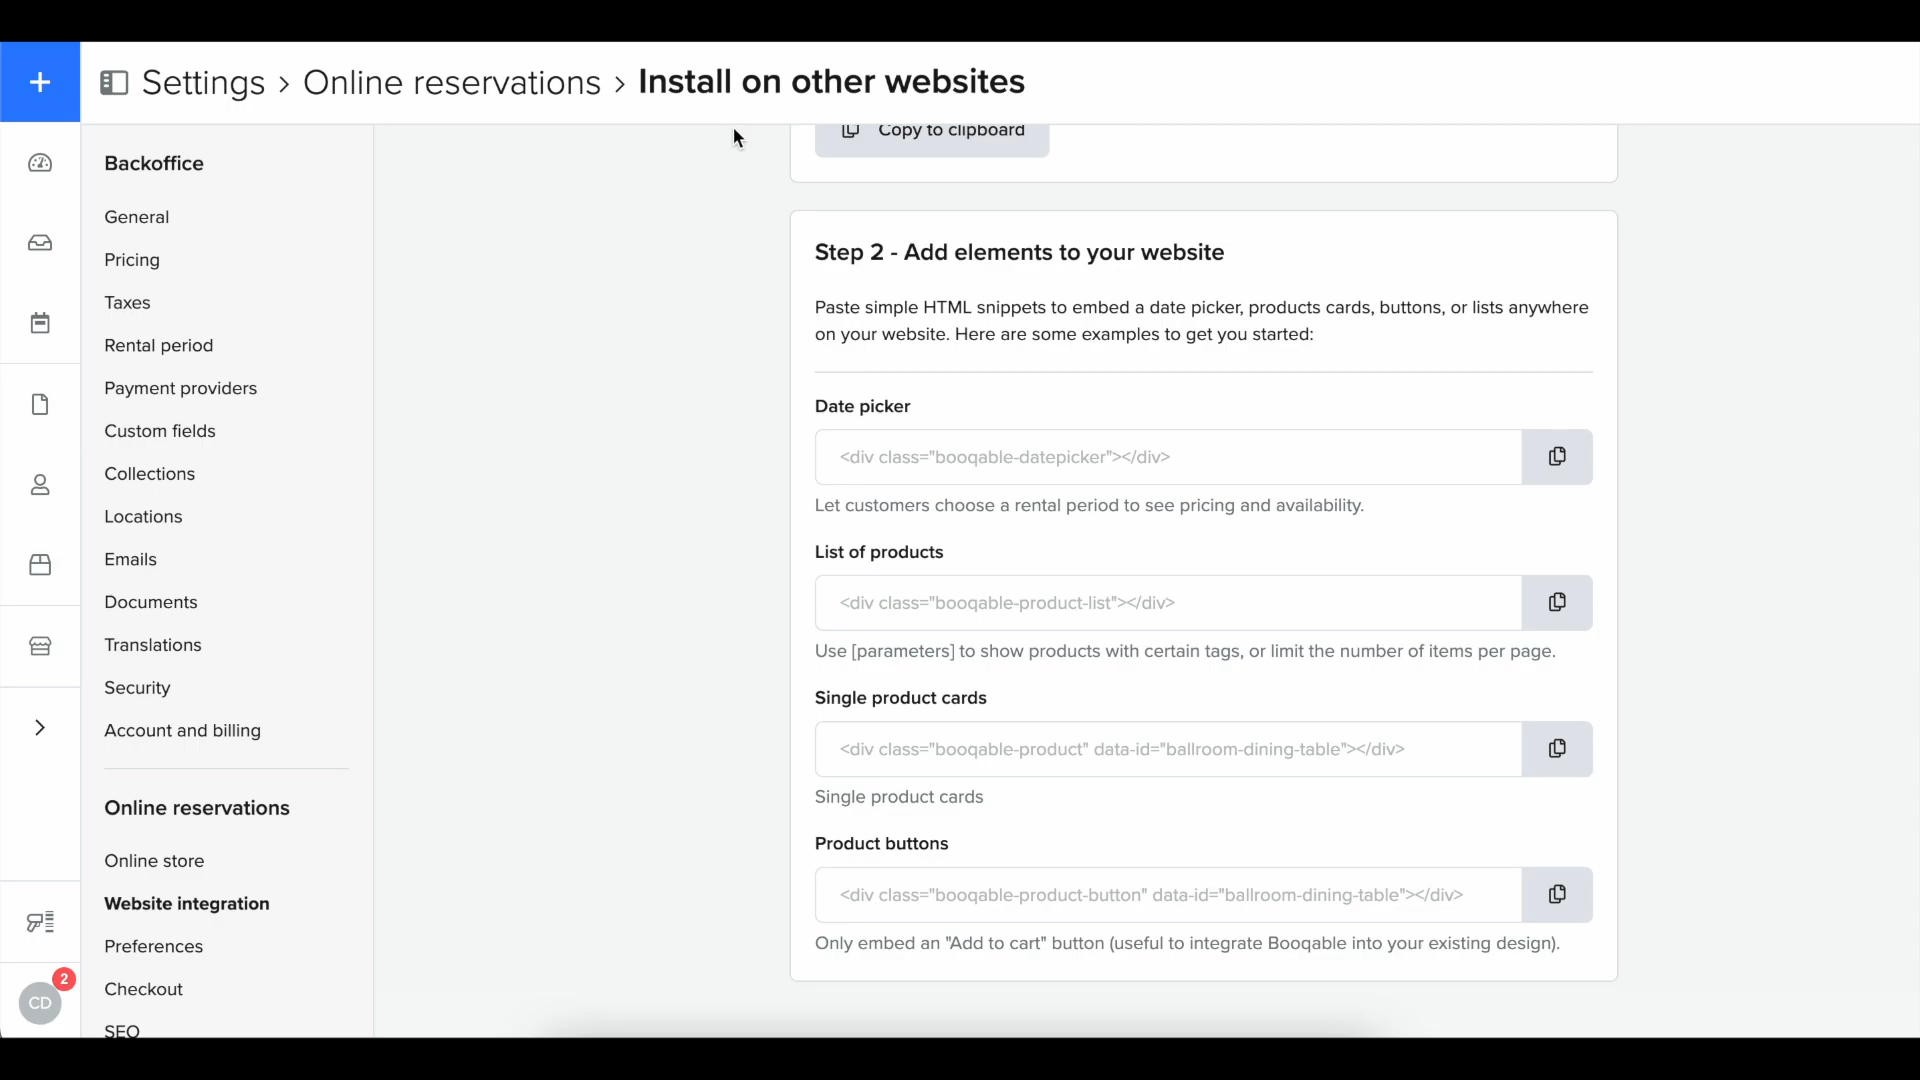 +
Settings › Online reservations › Install on other websites
Backoffice
General
Pricing
Taxes
Rental period
Payment providers
Custom fields
Collections
Locations
Emails
Documents
Translations
Security
Account and billing
Online reservations
Online store
Website integration
Preferences
Checkout
SEO
2
CD
Copy to clipboard
Step 2 - Add elements to your website
Paste simple HTML snippets to embed a date picker, products cards, buttons, or lists anywhere
on your website. Here are some examples to get you started:
Date picker
<div class="booqable-datepicker"></div>
Let customers choose a rental period to see pricing and availability.
List of products
<div class="booqable-product-list"></div>
Use [parameters] to show products with certain tags, or limit the number of items per page.
Single product cards
<div class="booqable-product" data-id="ballroom-dining-table"></div>
Single product cards
Product buttons
<div class="booqable-product-button" data-id="ballroom-dining-table"></div>
Only embed an "Add to cart" button (useful to integrate Booqable into your existing design).